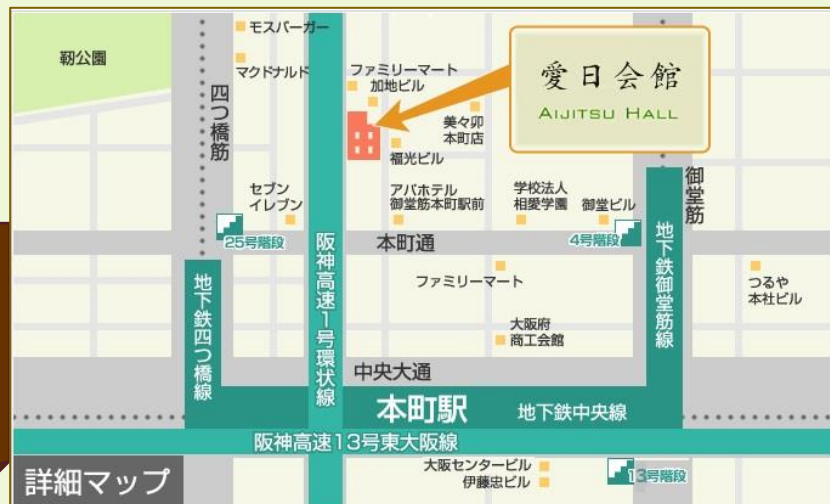 モスバーガー
靭公園
マクドナルド
ファミリーマート
加地ビル
愛日会館
AIJITSU HALL
四つ橋筋
美々卯
本町店
福光ビル
セブン
イレブン
アパホテル
御堂筋本町駅前
学校法人
相愛学園
御堂ビル
御堂筋
25号階段
本町通
4号階段
地下鉄御堂筋線
阪神高速1号環状線
ファミリーマート
つるや
本社ビル
地下鉄四つ橋線
大阪府
商工会館
中央大通
本町駅
地下鉄中央線
阪神高速13号東大阪線
詳細マップ
大阪センタービル
伊藤忠ビル
13号階段